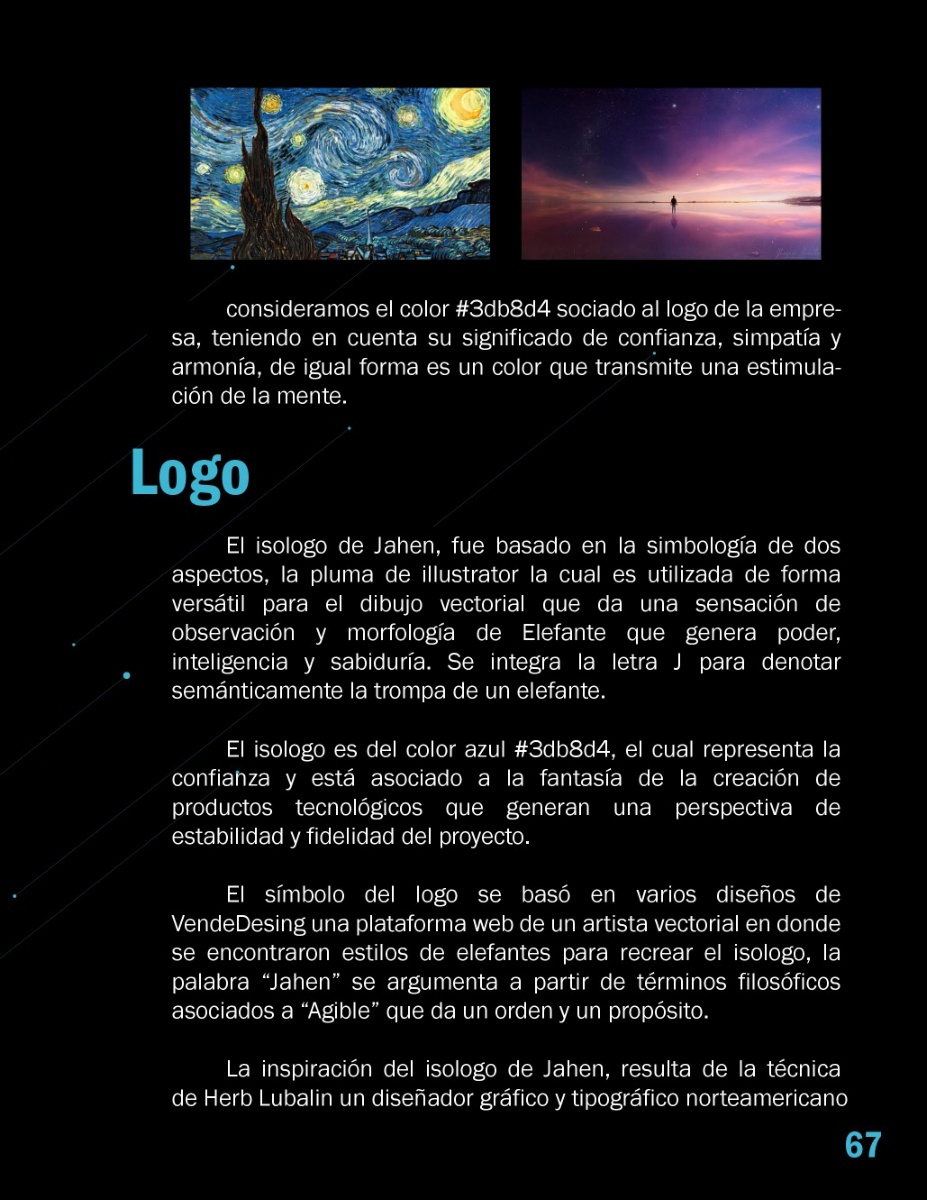 consideramos el color #3db8d4 sociado al logo de la empre-
sa, teniendo en cuenta su significado de confianza, simpatía y
armonía, de igual forma es un color que transmite una estimula-
ción de la mente.
Logo
El isologo de Jahen, fue basado en la simbología de dos
aspectos, la pluma de illustrator la cual es utilizada de forma
versátil para el dibujo vectorial que da una sensación de
observación y morfología de Elefante que genera poder,
inteligencia y sabiduría. Se integra la letra J para denotar
semánticamente la trompa de un elefante.
El isologo es del color azul #3db8d4, el cual representa la
confianza y está asociado a la fantasía de la creación de
productos tecnológicos que generan una perspectiva de
estabilidad y fidelidad del proyecto.
El símbolo del logo se basó en varios diseños de
VendeDesing una plataforma web de un artista vectorial en donde
se encontraron estilos de elefantes para recrear el isologo, la
palabra “Jahen” se argumenta a partir de términos filosóficos
asociados a “Agible” que da un orden y un propósito.
La inspiración del isologo de Jahen, resulta de la técnica
de Herb Lubalin un diseñador gráfico y tipográfico norteamericano
67